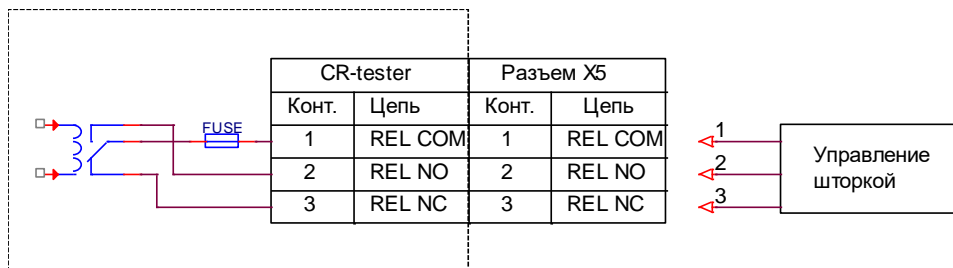 CR-tester Разъем X5
Конт. Цепь Конт. Цепь
FUSE
1 REL COM 1 REL COM 1
2 REL NO 2 REL NO 2
3 REL NC 3 REL NC 3
Управление
шторкой